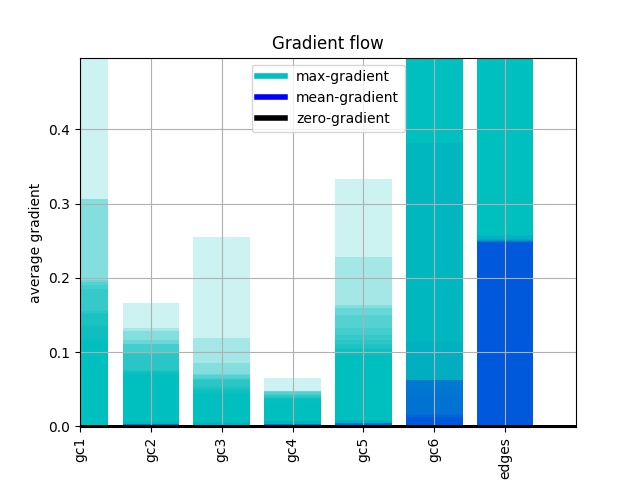 Gradient flow
max-gradient
mean-gradient
zero-gradient
average gradient
0.4
0.3
0.2
0.1
0.0
gc1
gc2
gc3
gc4
gc5
gc6
edges